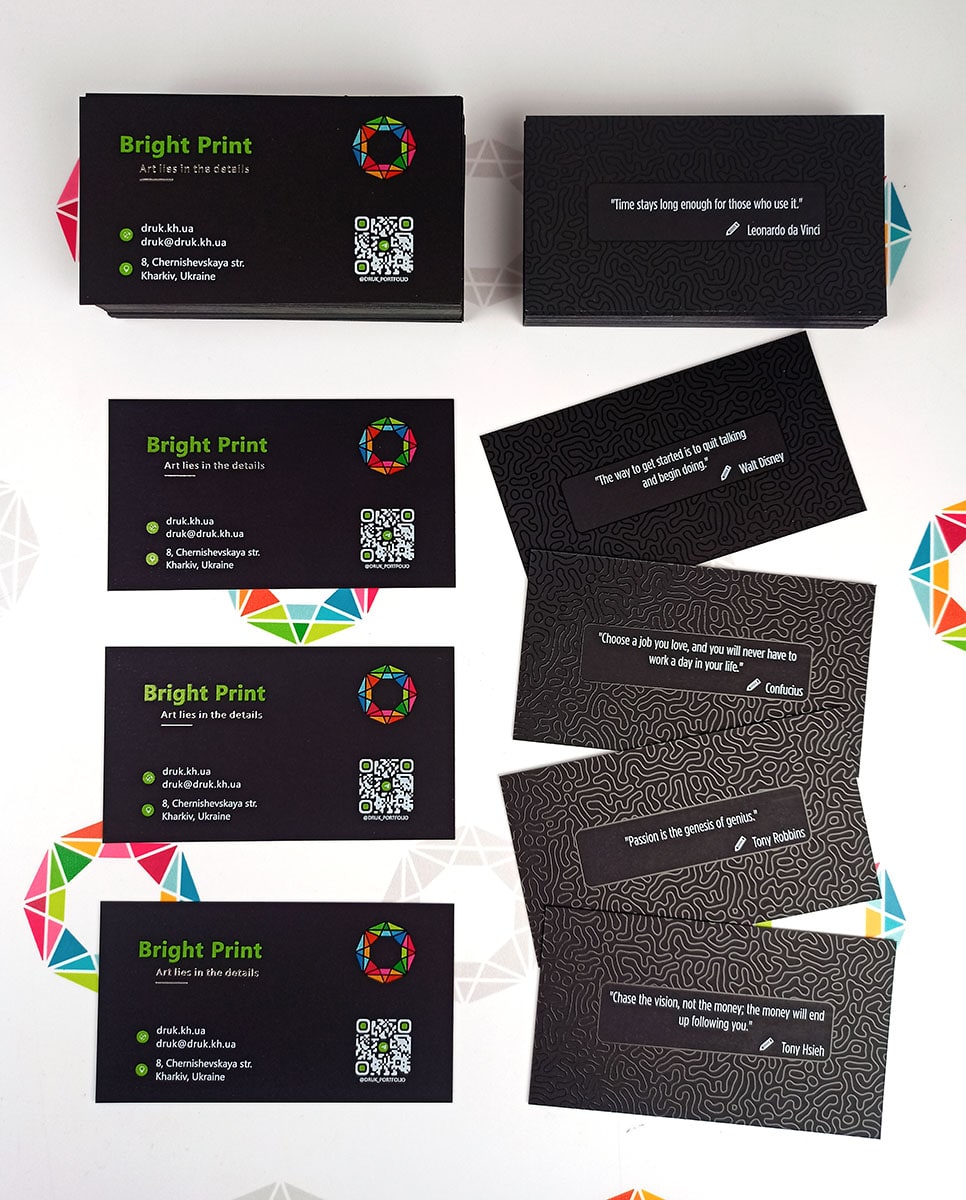 Bright Print
Art lies in the details
druk.kh.ua
druk@druk.kh.ua
8, Chernishevskaya str.
Kharkiv, Ukraine
@DRUK_PORTFOLIO
"Time stays long enough for those who use it."
Leonardo da Vinci
Bright Print
Art lies in the details
druk.kh.ua
druk@druk.kh.ua
8, Chernishevskaya str.
Kharkiv, Ukraine
@DRUK_PORTFOLIO
"The way to get started is to quit talking
and begin doing."
Walt Disney
"Choose a job you love, and you will never have to
work a day in your life."
Confucius
Bright Print
Art lies in the details
druk.kh.ua
druk@druk.kh.ua
8, Chernishevskaya str.
Kharkiv, Ukraine
@DRUK_PORTFOLIO
"Passion is the genesis of genius."
Tony Robbins
Bright Print
Art lies in the details
druk.kh.ua
druk@druk.kh.ua
8, Chernishevskaya str.
Kharkiv, Ukraine
@DRUK_PORTFOLIO
"Chase the vision, not the money; the money will end
up following you."
Tony Hsieh